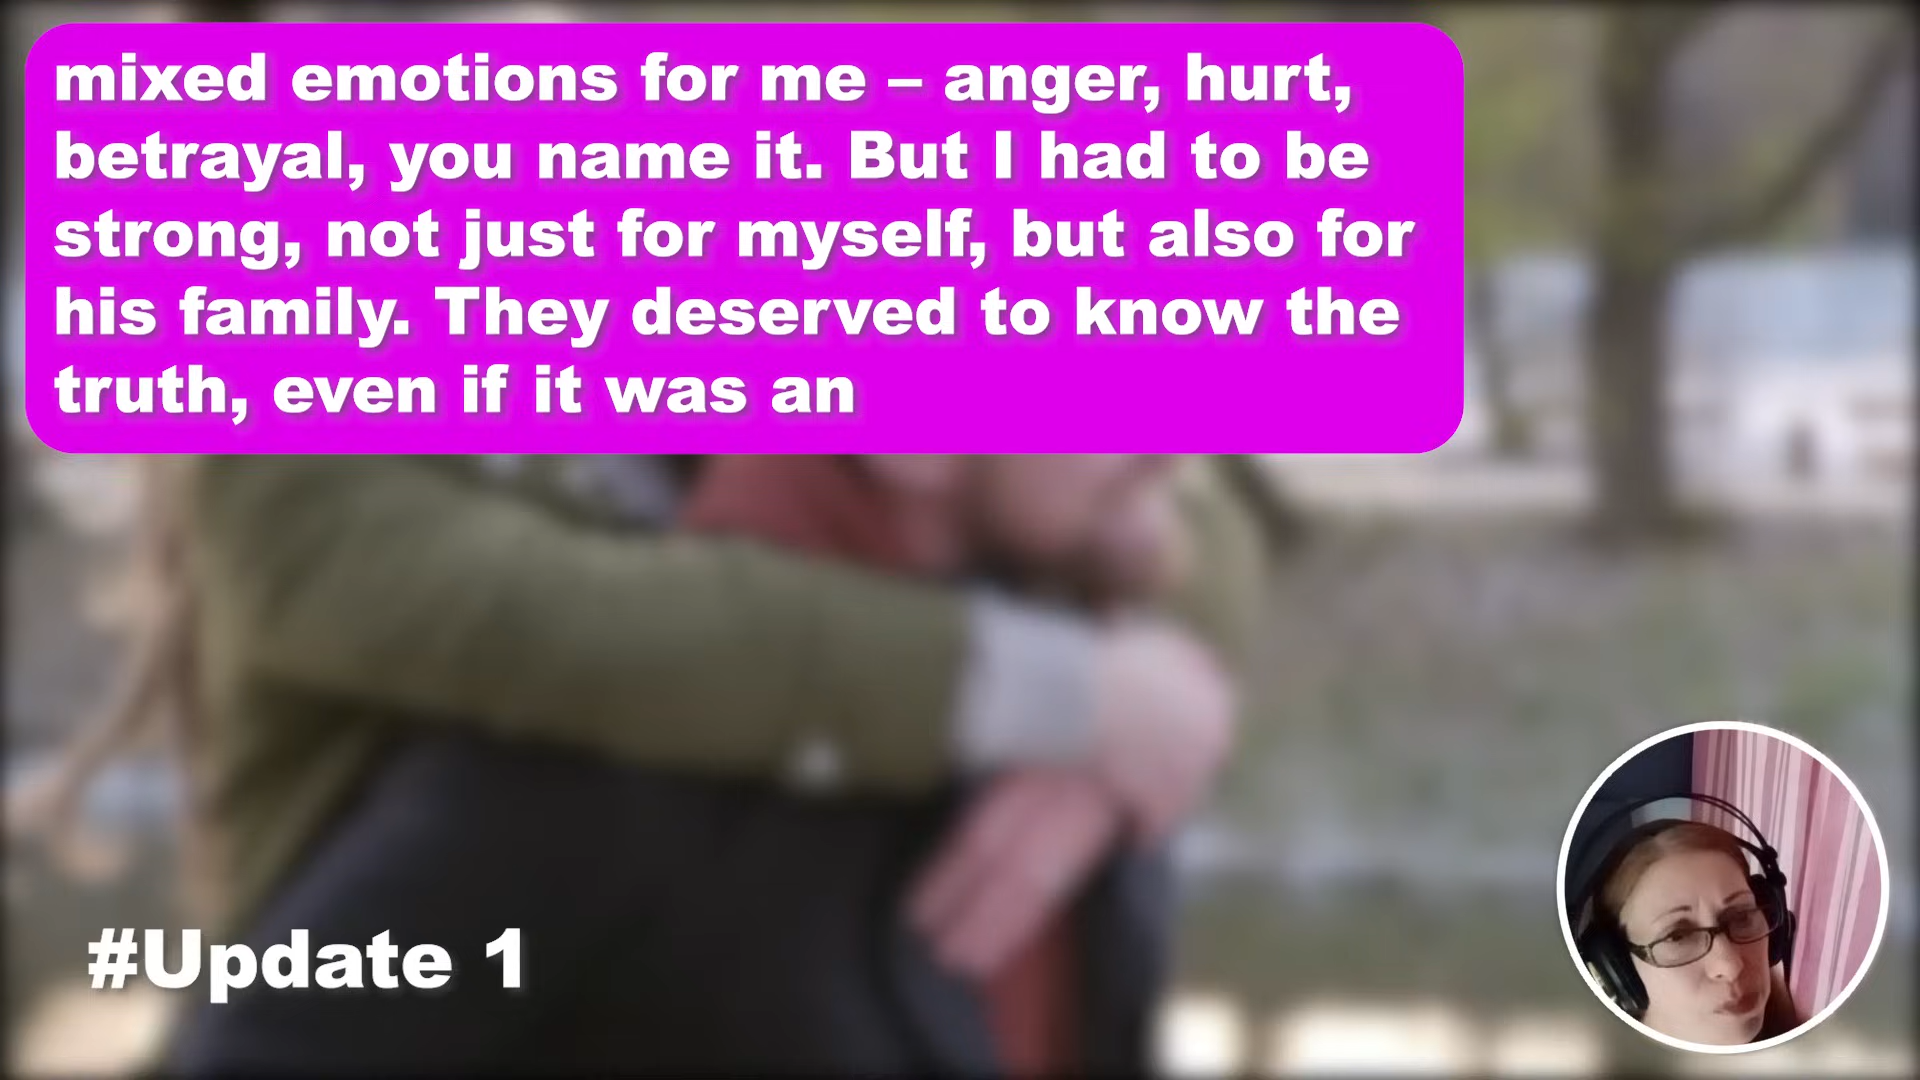 mixed emotions for me – anger, hurt,
betrayal, you name it. But I had to be
strong, not just for myself, but also for
his family. They deserved to know the
truth, even if it was an
#Update 1